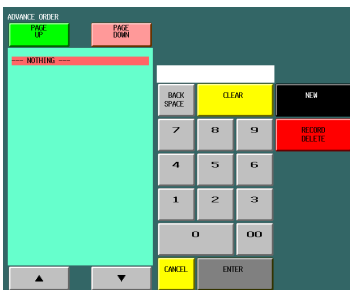 ADVANCE ORDER
PAGE
UP
PAGE
DOWN
--- NOTHING ---
BACK
SPACE
CLEAR
NEW
7 8 9
RECORD
DELETE
4 5 6
1 2 3
0 00
CANCEL
ENTER